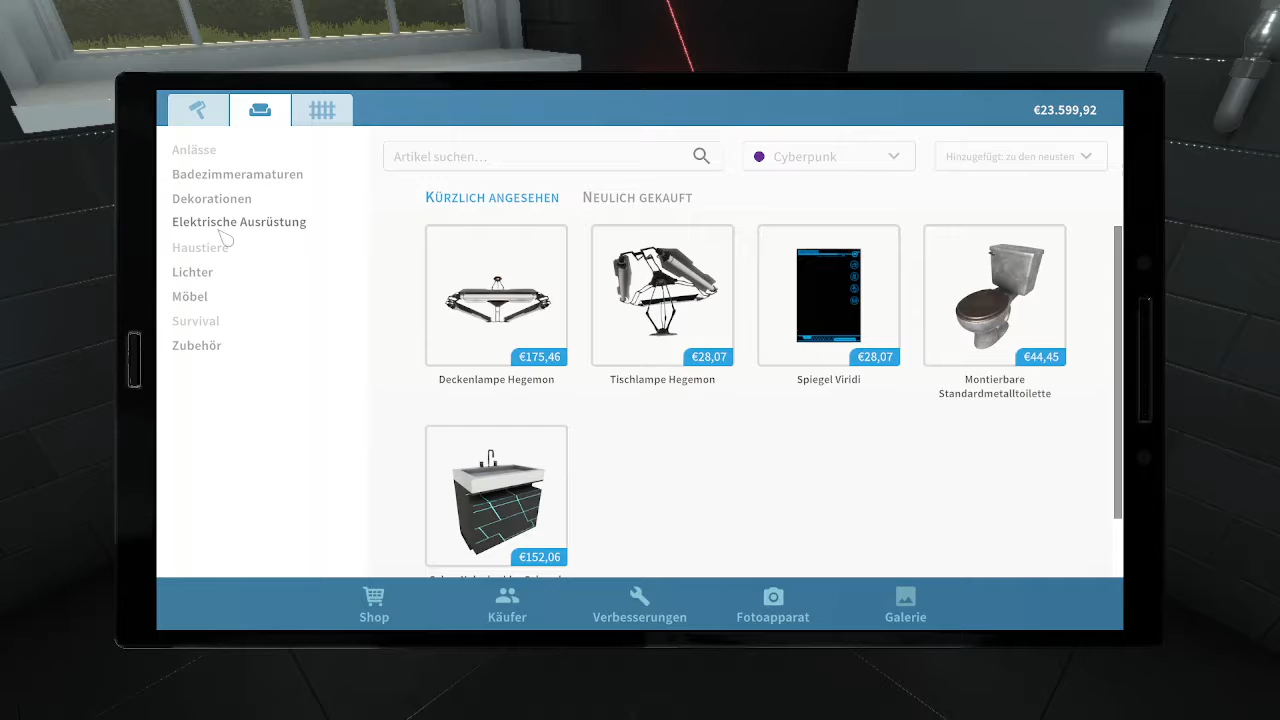 €23.599,92
Anlässe
Badezimmeramaturen
Dekorationen
Elektrische Ausrüstung
Haustiere
Lichter
Möbel
Survival
Zubehör
Artikel suchen...
Cyberpunk
Hinzugefügt: zu den neusten
KÜRZLICH ANGESEHEN
NEULICH GEKAUFT
€175,46
€28,07
€28,07
€44,45
Deckenlampe Hegemon
Tischlampe Hegemon
Spiegel Viridi
Montierbare
Standardmetalltoilette
€152,06
Shop
Käufer
Verbesserungen
Fotoapparat
Galerie